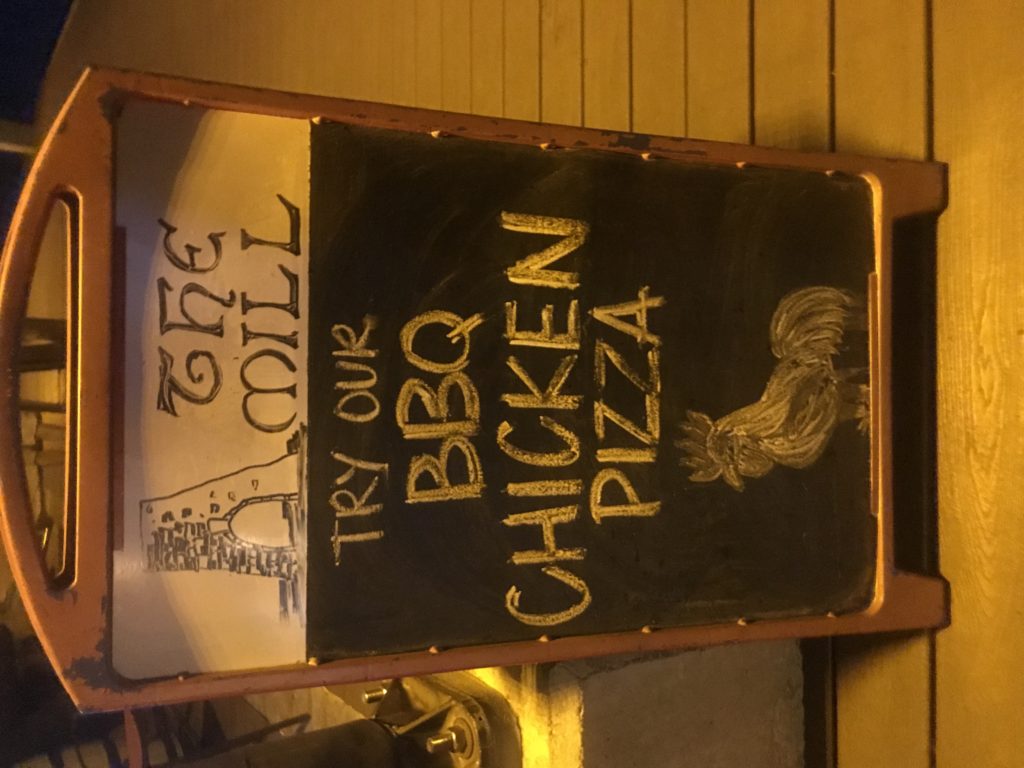 The
MILL
TRY OUR
BBQ
CHICKEN
PIZZA